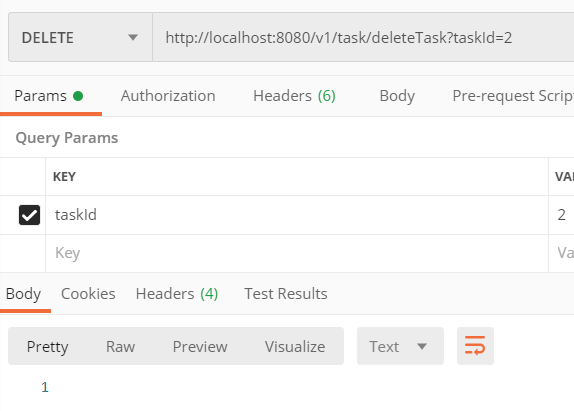 DELETE http://localhost:8080/v1/task/deleteTask?taskId=2
Params Authorization Headers (6) Body Pre-request Scrip
Query Params
KEY VAI
taskId 2
Key Va
Body Cookies Headers (4) Test Results
Pretty Raw Preview Visualize Text
1